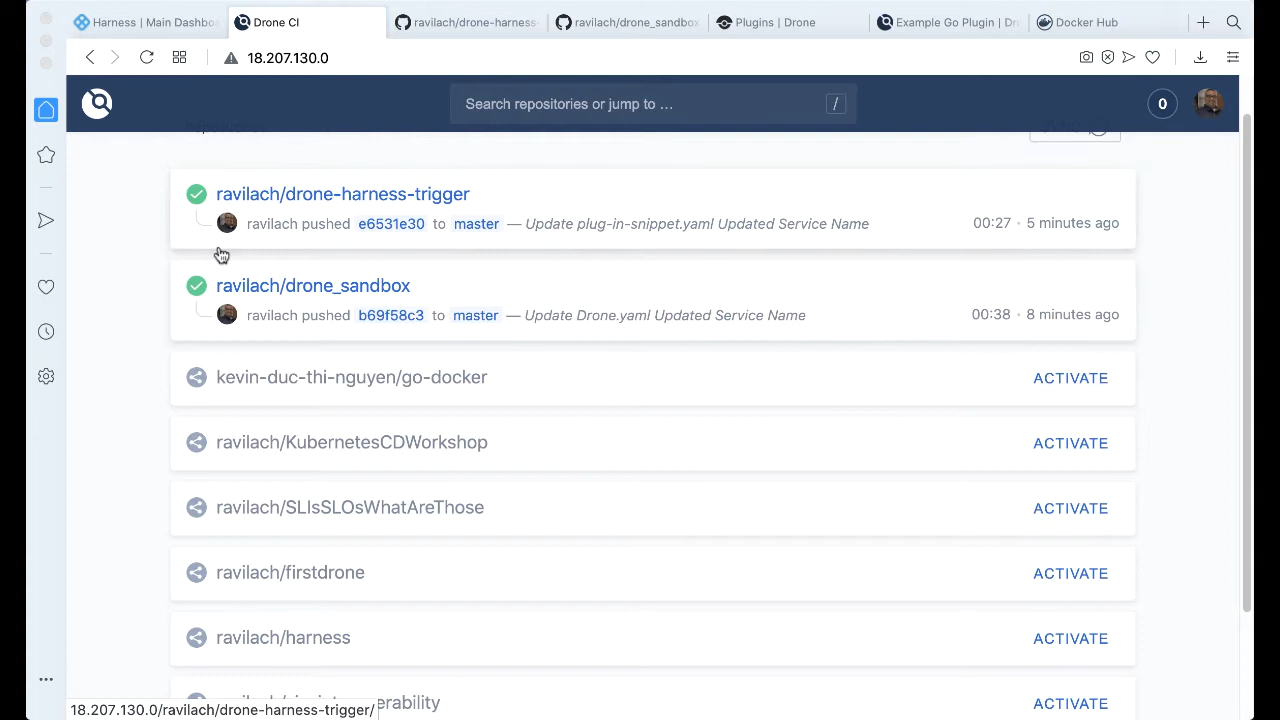 Harness | Main Dashboa
Drone CI
ravilach/drone-harness-
ravilach/drone_sandbox
Plugins | Drone
Example Go Plugin | Dr
Docker Hub
18.207.130.0
Search repositories or jump to …
/
0
ravilach/drone-harness-trigger
ravilach pushed e6531e30 to master — Update plug-in-snippet.yaml Updated Service Name
00:27 • 5 minutes ago
ravilach/drone_sandbox
ravilach pushed b69f58c3 to master — Update Drone.yaml Updated Service Name
00:38 • 8 minutes ago
kevin-duc-thi-nguyen/go-docker
ACTIVATE
ravilach/KubernetesCDWorkshop
ACTIVATE
ravilach/SLIsSLOsWhatAreThose
ACTIVATE
ravilach/firstdrone
ACTIVATE
ravilach/harness
ACTIVATE
erability
ACTIVATE
18.207.130.0/ravilach/drone-harness-trigger/